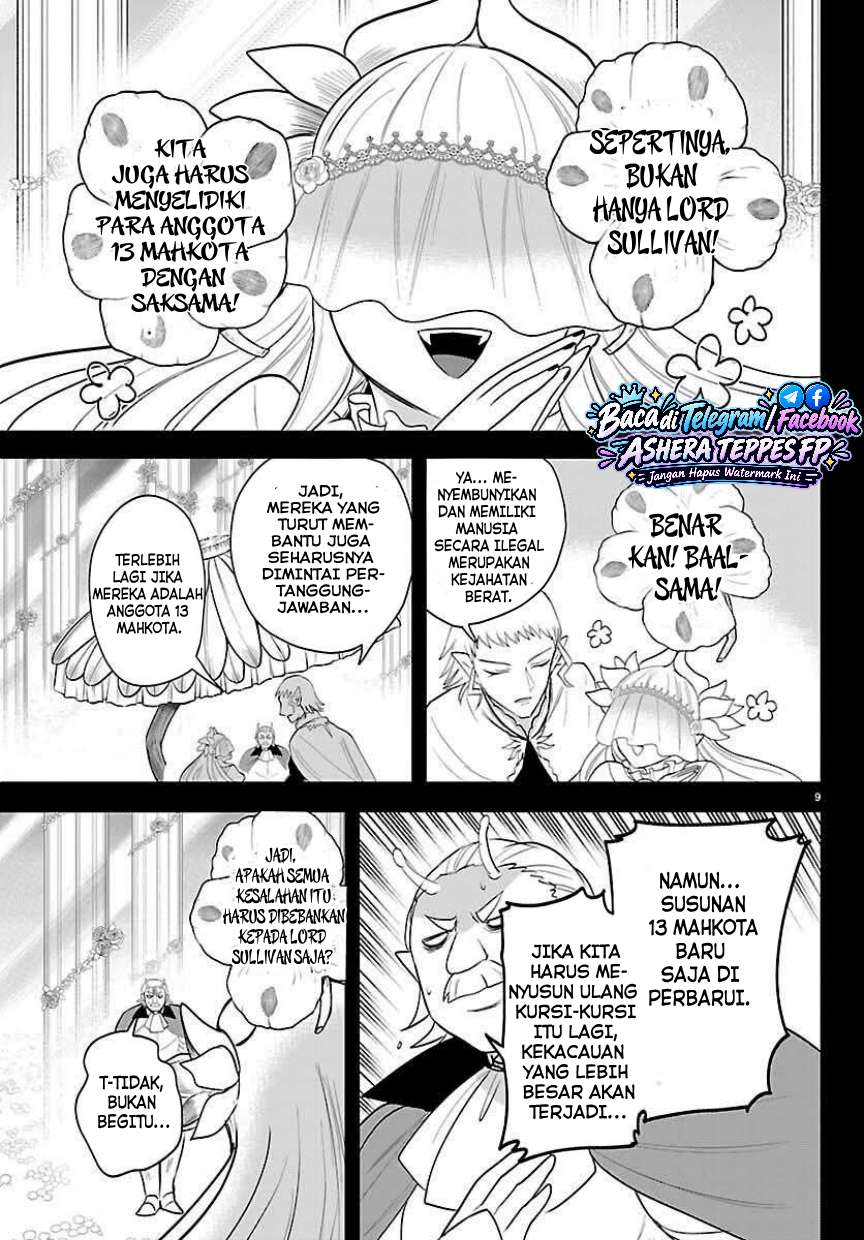 SEPERTINYA,
BUKAN
HANYA LORD
SULLIVAN!
KITA
JUGA HARUS
MENYELIDIKI
PARA ANGGOTA
13 MAHKOTA
DENGAN
SAKSAMA!
Baca di Telegram/Facebook
ASHERA TEPPES FP
Jangan Hapus Watermark Ini
BENAR
KAN! BAAL-
SAMA!
YA... ME-
NYEMBUNYIKAN
DAN MEMILIKI
MANUSIA
SECARA ILEGAL
MERUPAKAN
KEJAHATAN
BERAT.
JADI,
MEREKA YANG
TURUT MEM-
BANTU JUGA
SEHARUSNYA
DIMINTAI PER-
TANGGUNG-
JAWABAN...
TERLEBIH
LAGI JIKA
MEREKA ADALAH
ANGGOTA 13
MAHKOTA.
9
NAMUN...
SUSUNAN
13 MAHKOTA
BARU
SAJA DI
PERBARUI.
JIKA KITA
HARUS ME-
NYUSUN ULANG
KURSI-KURSI
ITU LAGI,
KEKACAUAN
YANG LEBIH
BESAR AKAN
TERJADI...
JADI,
APAKAH SEMUA
KESALAHAN ITU
HARUS DIBEBANKAN
KEPADA LORD
SULLIVAN SAJA?
T-TIDAK,
BUKAN
BEGITU...